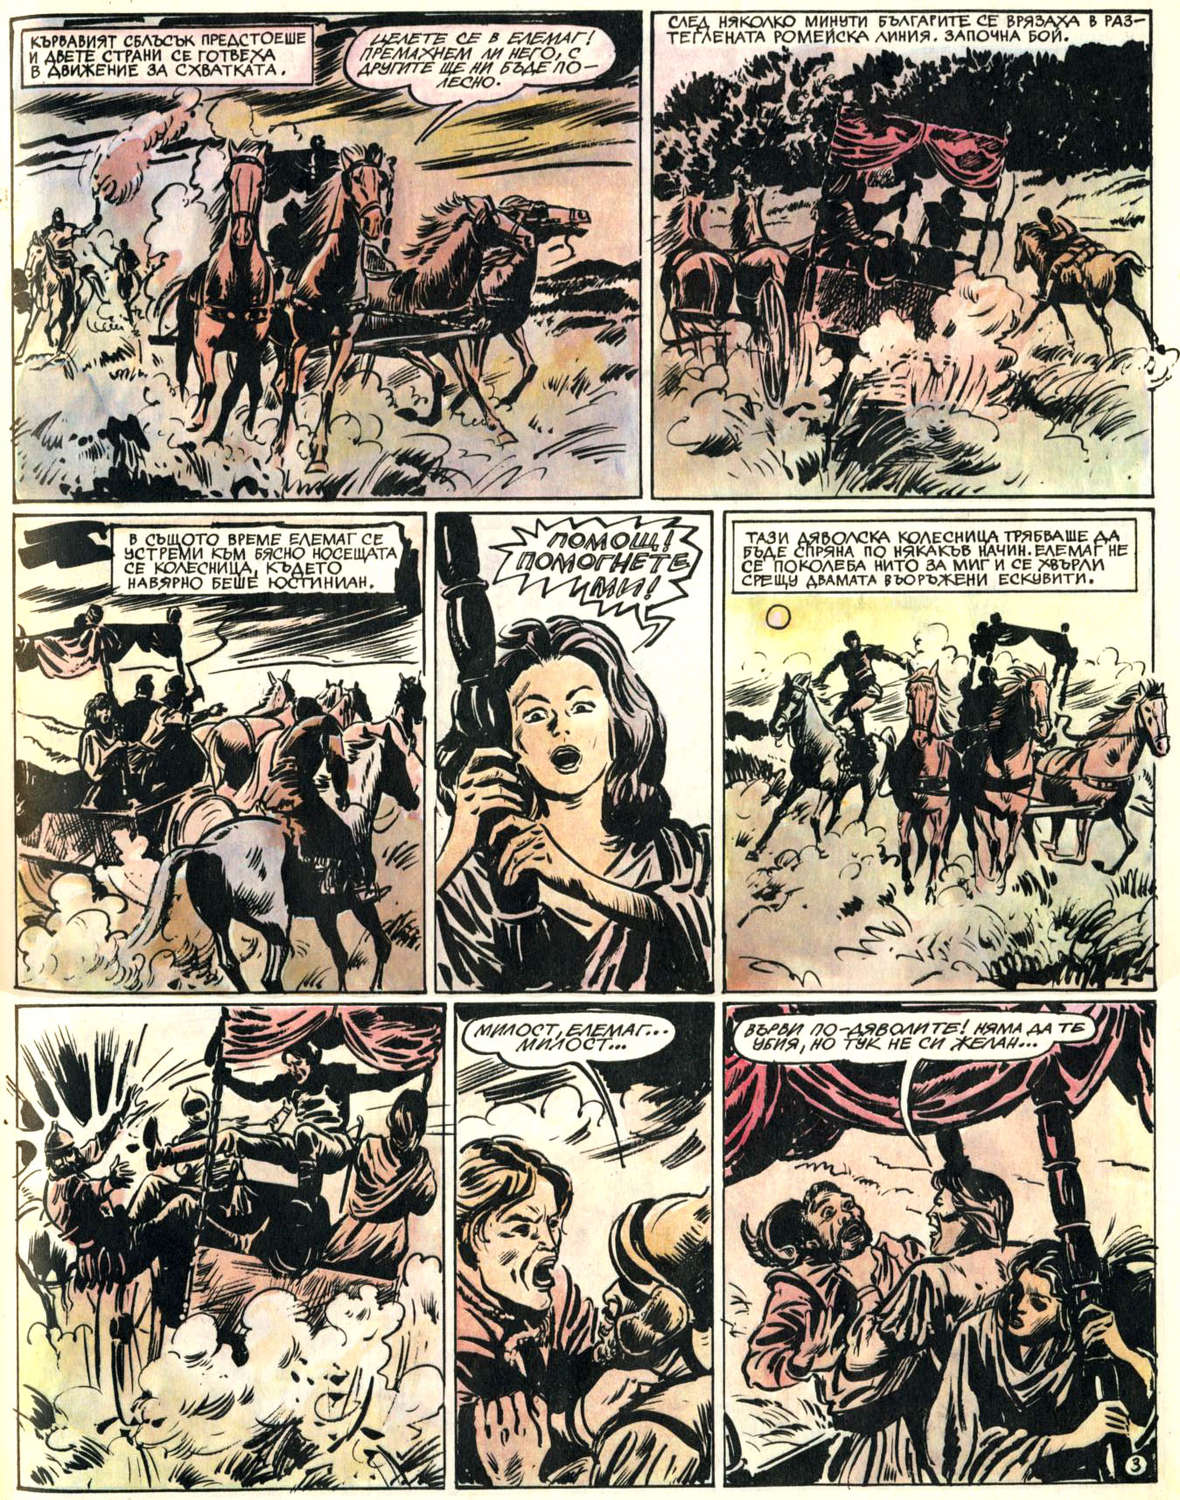 КЪРВАВИЯТ СБЛЪСЪК ПРЕДСТОЕШЕ
И ДВЕТЕ СТРАНИ СЕ ГОТВЕХА
В ДВИЖЕНИЕ ЗА СХВАТКАТА.
ЦЕЛЕТЕ СЕ В ЕЛЕМАГ!
ПРЕМАХНЕМ ЛИ НЕГО, С
ДРУГИТЕ ЩЕ НИ БЪДЕ ПО-
ЛЕСНО.
СЛЕД НЯКОЛКО МИНУТИ БЪЛГАРИТЕ СЕ ВРЯЗАХА В РАЗ-
ТЕГЛЕНАТА РОМЕЙСКА ЛИНИЯ. ЗАПОЧНА БОЙ.
В СЪЩОТО ВРЕМЕ ЕЛЕМАГ СЕ
УСТРЕМИ КЪМ БЯСНО НОСЕЩАТА
СЕ КОЛЕСНИЦА, КЪДЕТО
НАВЯРНО БЕШЕ ЮСТИНИАН.
ПОМОЩ!
ПОМОГНЕТЕ
МИ!
ТАЗИ ДЯВОЛСКА КОЛЕСНИЦА ТРЯБВАШЕ ДА
БЪДЕ СПРЯНА ПО НЯКАКЪВ НАЧИН. ЕЛЕМАГ НЕ
СЕ ПОКОЛЕБА НИТО ЗА МИГ И СЕ ХВЪРЛИ
СРЕЩУ ДВАМАТА ВЪОРЪЖЕНИ ЕСКУВИТИ.
МИЛОСТ, ЕЛЕМАГ...
МИЛОСТ...
ВЪРВИ ПО-ДЯВОЛИТЕ! НЯМА ДА ТЕ
УБИЯ, НО ТУК НЕ СИ ЖЕЛАН...
3